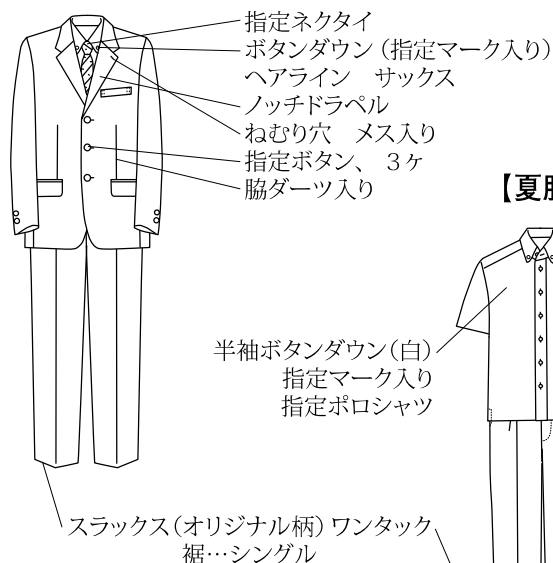 指定ネクタイ
ボタンダウン（指定マーク入り）
ヘアライン　サックス
ノッチドラペル
ねむり穴　メス入り
指定ボタン、３ケ
脇ダーツ入り
【夏服
半袖ボタンダウン（白）
指定マーク入り
指定ポロシャツ
スラックス（オリジナル柄）ワンタック
裾…シングル